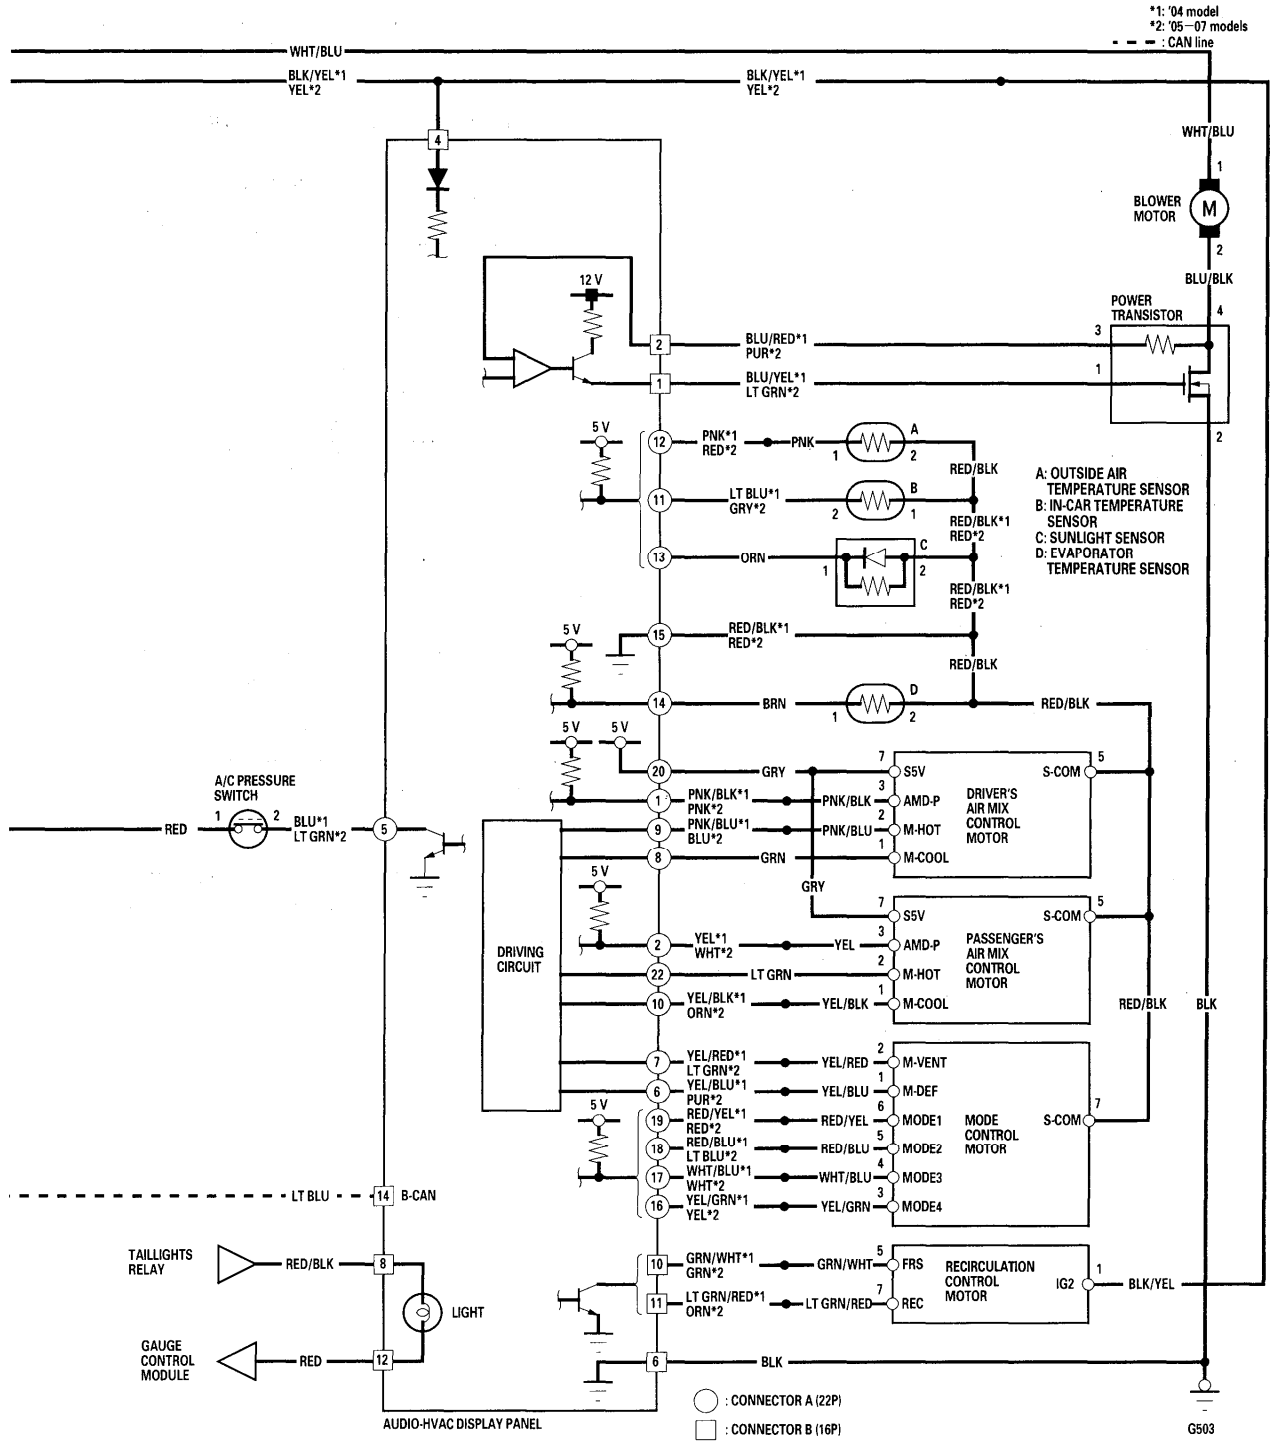 *1: '04 model
*2: '05–07 models
: CAN line
WHT/BLU
BLK/YEL*1
YEL*2
BLK/YEL*1
YEL*2
4
WHT/BLU
1
BLOWER
MOTOR
M
2
BLU/BLK
12 V
POWER
TRANSISTOR
4
2
BLU/RED*1
PUR*2
3
1
BLU/YEL*1
LT GRN*2
1
2
5 V
12
PNK*1
RED*2
PNK
1
A
2
RED/BLK
11
LT BLU*1
GRY*2
2
B
1
RED/BLK*1
RED*2
A: OUTSIDE AIR
TEMPERATURE SENSOR
B: IN-CAR TEMPERATURE
SENSOR
C: SUNLIGHT SENSOR
D: EVAPORATOR
TEMPERATURE SENSOR
13
ORN
1
C
2
RED/BLK*1
RED*2
5 V
15
RED/BLK*1
RED*2
RED/BLK
14
BRN
1
D
2
RED/BLK
5 V
5 V
20
GRY
7
S5V
S-COM
5
A/C PRESSURE
SWITCH
1
PNK/BLK*1
PNK*2
PNK/BLK
3
AMD-P
DRIVER'S
AIR MIX
CONTROL
MOTOR
RED
1
2
BLU*1
LT GRN*2
5
9
PNK/BLU*1
BLU*2
PNK/BLU
2
M-HOT
8
GRN
1
M-COOL
5 V
GRY
7
S5V
S-COM
5
DRIVING
CIRCUIT
2
YEL*1
WHT*2
YEL
3
AMD-P
PASSENGER'S
AIR MIX
CONTROL
MOTOR
22
LT GRN
2
M-HOT
10
YEL/BLK*1
ORN*2
YEL/BLK
1
M-COOL
RED/BLK
BLK
7
YEL/RED*1
LT GRN*2
YEL/RED
2
M-VENT
6
YEL/BLU*1
PUR*2
YEL/BLU
1
M-DEF
5 V
19
RED/YEL*1
RED*2
RED/YEL
6
MODE1
MODE
CONTROL
MOTOR
S-COM
7
18
RED/BLU*1
LT BLU*2
RED/BLU
5
MODE2
17
WHT/BLU*1
WHT*2
WHT/BLU
4
MODE3
16
YEL/GRN*1
YEL*2
YEL/GRN
3
MODE4
LT BLU
14
B-CAN
TAILLIGHTS
RELAY
RED/BLK
8
10
GRN/WHT*1
GRN*2
GRN/WHT
5
FRS
RECIRCULATION
CONTROL
MOTOR
IG2
1
BLK/YEL
LIGHT
11
LT GRN/RED*1
ORN*2
LT GRN/RED
7
REC
GAUGE
CONTROL
MODULE
RED
12
6
BLK
AUDIO-HVAC DISPLAY PANEL
: CONNECTOR A (22P)
: CONNECTOR B (16P)
G503